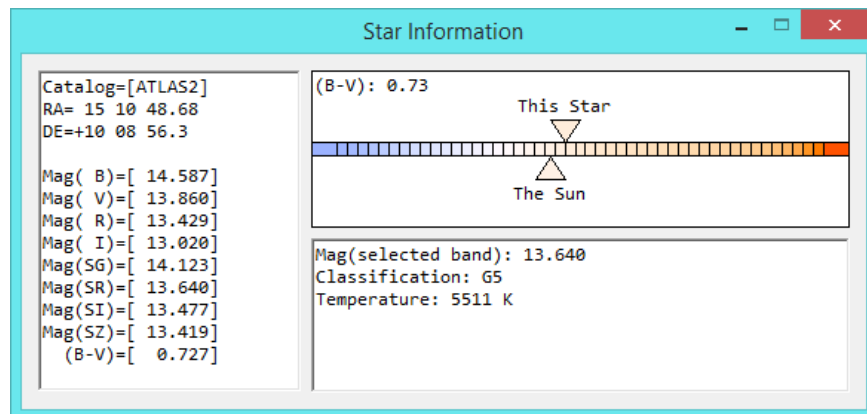 Star Information
Catalog=[ATLAS2]
RA= 15 10 48.68
DE=+10 08 56.3
Mag( B)=[ 14.587]
Mag( V)=[ 13.860]
Mag( R)=[ 13.429]
Mag( I)=[ 13.020]
Mag(SG)=[ 14.123]
Mag(SR)=[ 13.640]
Mag(SI)=[ 13.477]
Mag(SZ)=[ 13.419]
(B-V)=[  0.727]
(B-V): 0.73
This Star
The Sun
Mag(selected band): 13.640
Classification: G5
Temperature: 5511 K